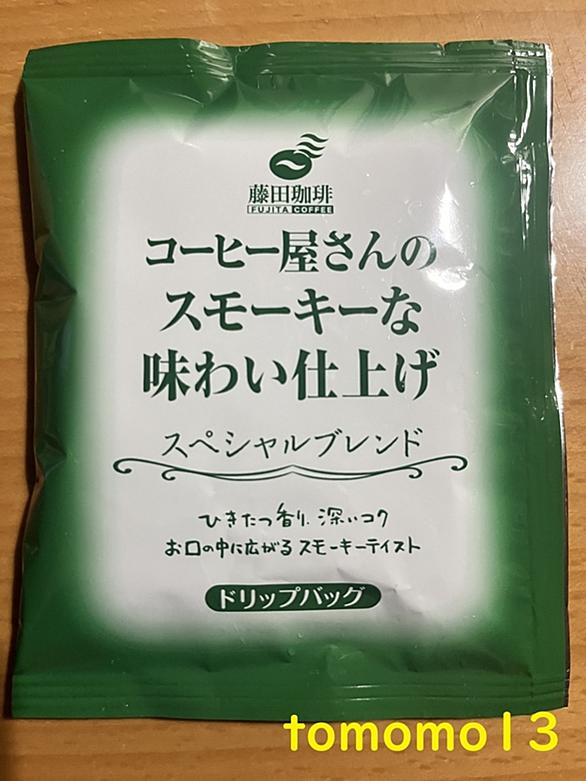 藤田珈琲
FUJITA COFFEE
コーヒー屋さんの
スモーキーな
味わい仕上げ
スペシャルブレンド
ひきたつ香り、深いコク
お口の中に広がるスモーキーテイスト
ドリップバッグ
tomomo13